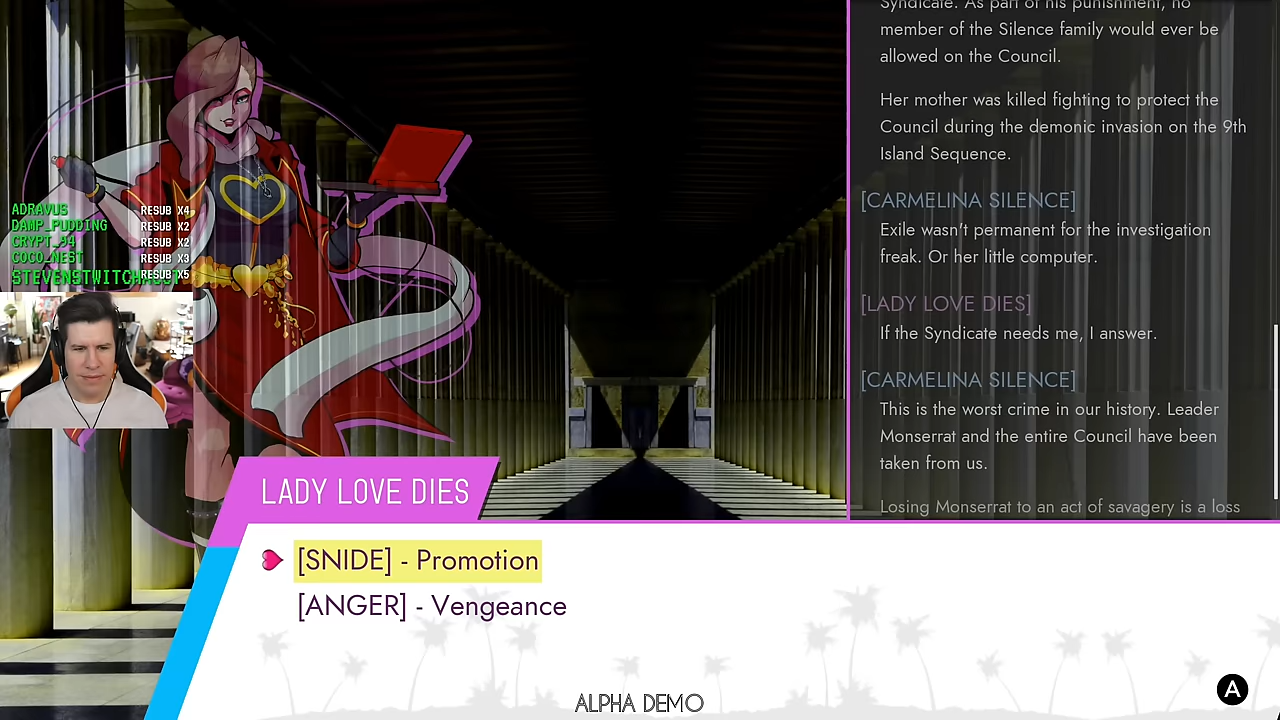 Syndicate. As part of his punishment, no
member of the Silence family would ever be
allowed on the Council.
Her mother was killed fighting to protect the
Council during the demonic invasion on the 9th
Island Sequence.
[CARMELINA SILENCE]
Exile wasn't permanent for the investigation
freak. Or her little computer.
[LADY LOVE DIES]
If the Syndicate needs me, I answer.
[CARMELINA SILENCE]
This is the worst crime in our history. Leader
Monserrat and the entire Council have been
taken from us.
Losing Monserrat to an act of savagery is a loss
ADRAVUS RESUB X4
DAMP_PUDDING RESUB X2
CRYPT_94 RESUB X2
COCO_NEST RESUB X3
RESUB X5
LADY LOVE DIES
[SNIDE] - Promotion
[ANGER] - Vengeance
ALPHA DEMO
A